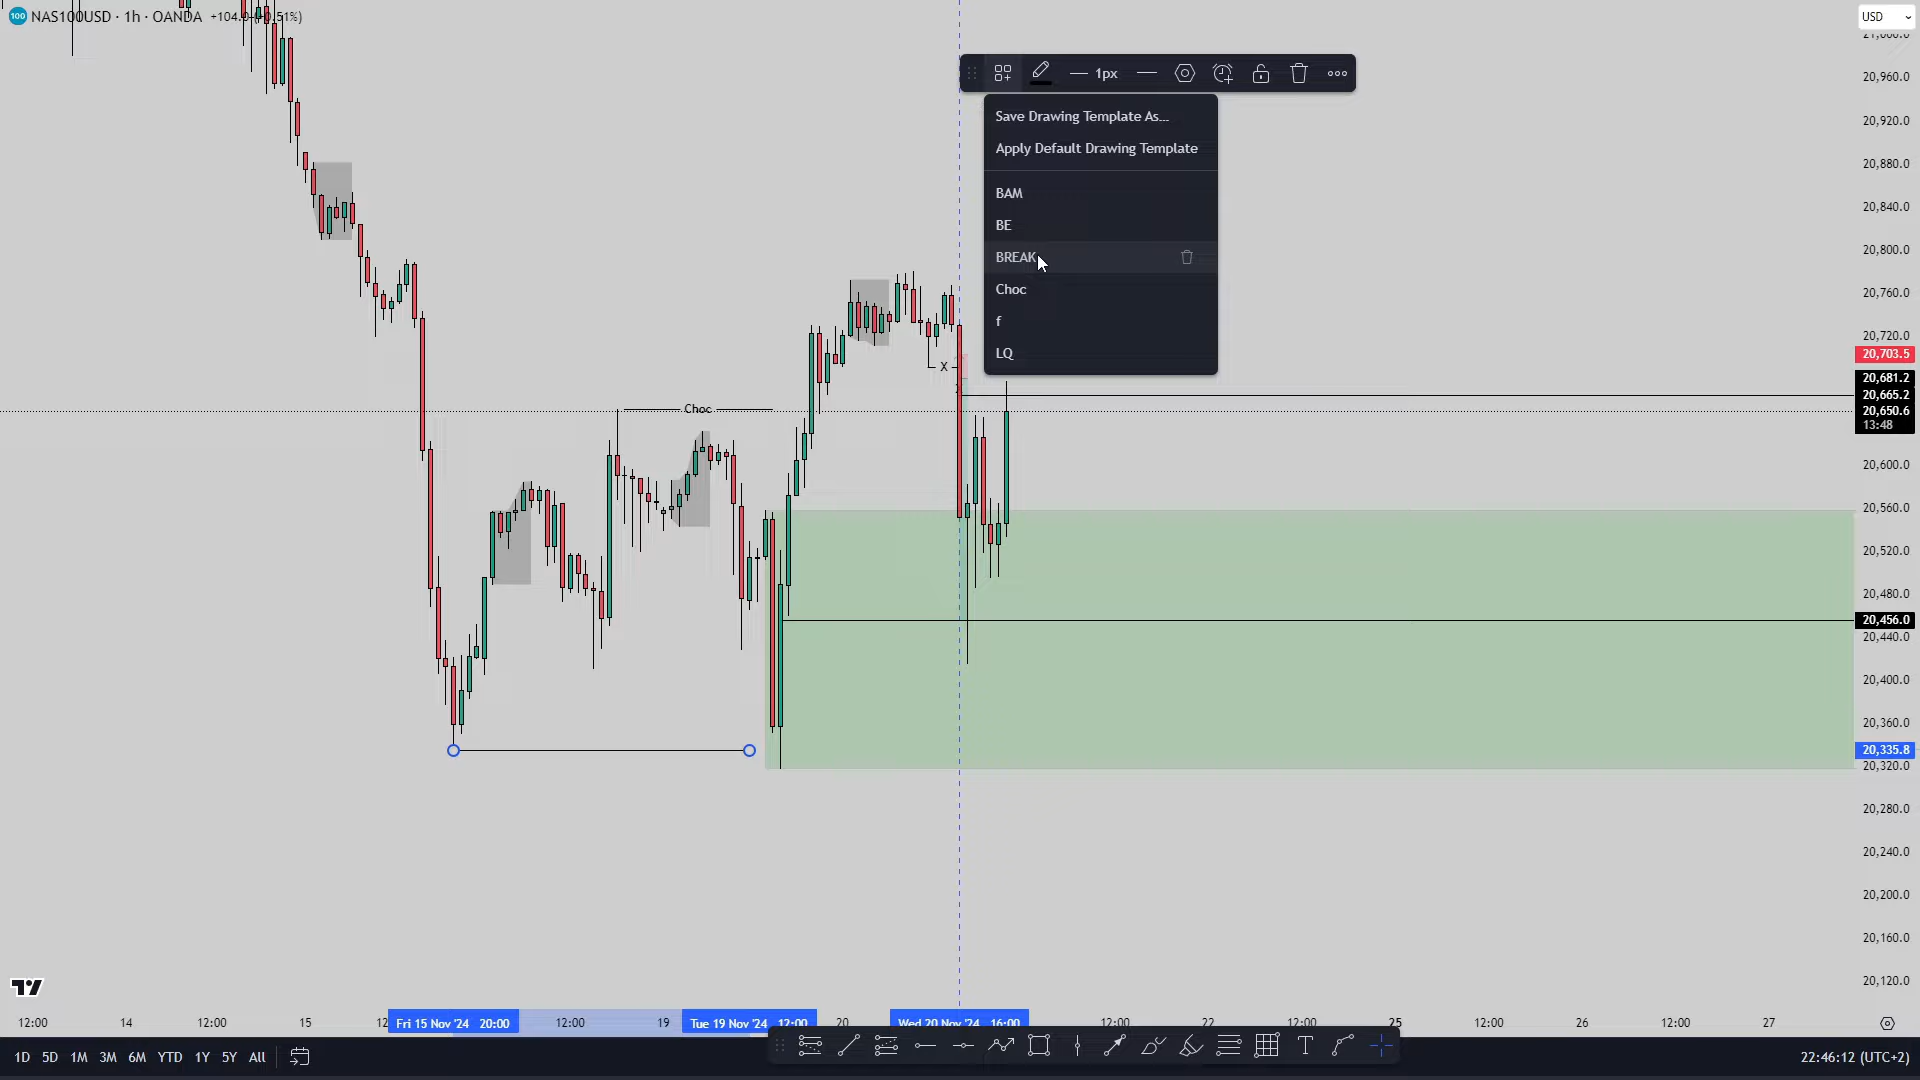 100 NAS100USD · 1h · OANDA
USD
1px
Save Drawing Template As...
Apply Default Drawing Template
BAM
BE
BREAK
Choc
f
LQ
X
Choc
20,960.0
20,920.0
20,880.0
20,840.0
20,800.0
20,760.0
20,720.0
20,703.5
20,681.2
20,665.2
20,650.6
13:48
20,600.0
20,560.0
20,520.0
20,480.0
20,456.0
20,440.0
20,400.0
20,360.0
20,335.8
20,320.0
20,280.0
20,240.0
20,200.0
20,160.0
20,120.0
12:00 14 12:00 15 Fri 15 Nov '24 20:00 12:00 19 Tue 19 Nov '24 12:00 20 Wed 20 Nov '24 16:00 12:00 22 12:00 25 12:00 26 12:00 27
1D 5D 1M 3M 6M YTD 1Y 5Y All
22:46:12 (UTC+2)